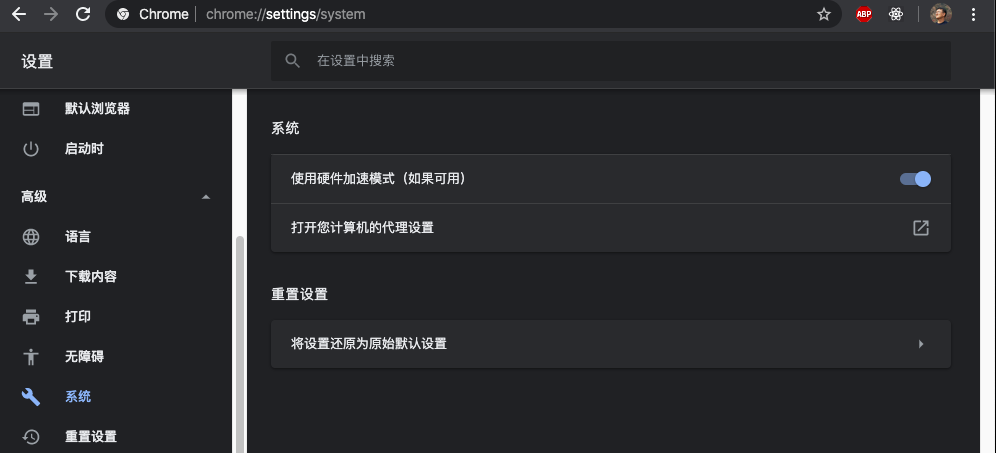 Chrome | chrome://settings/system
ABP
设置
在设置中搜索
默认浏览器
启动时
高级
语言
下载内容
打印
无障碍
系统
重置设置
系统
使用硬件加速模式（如果可用）
打开您计算机的代理设置
重置设置
将设置还原为原始默认设置